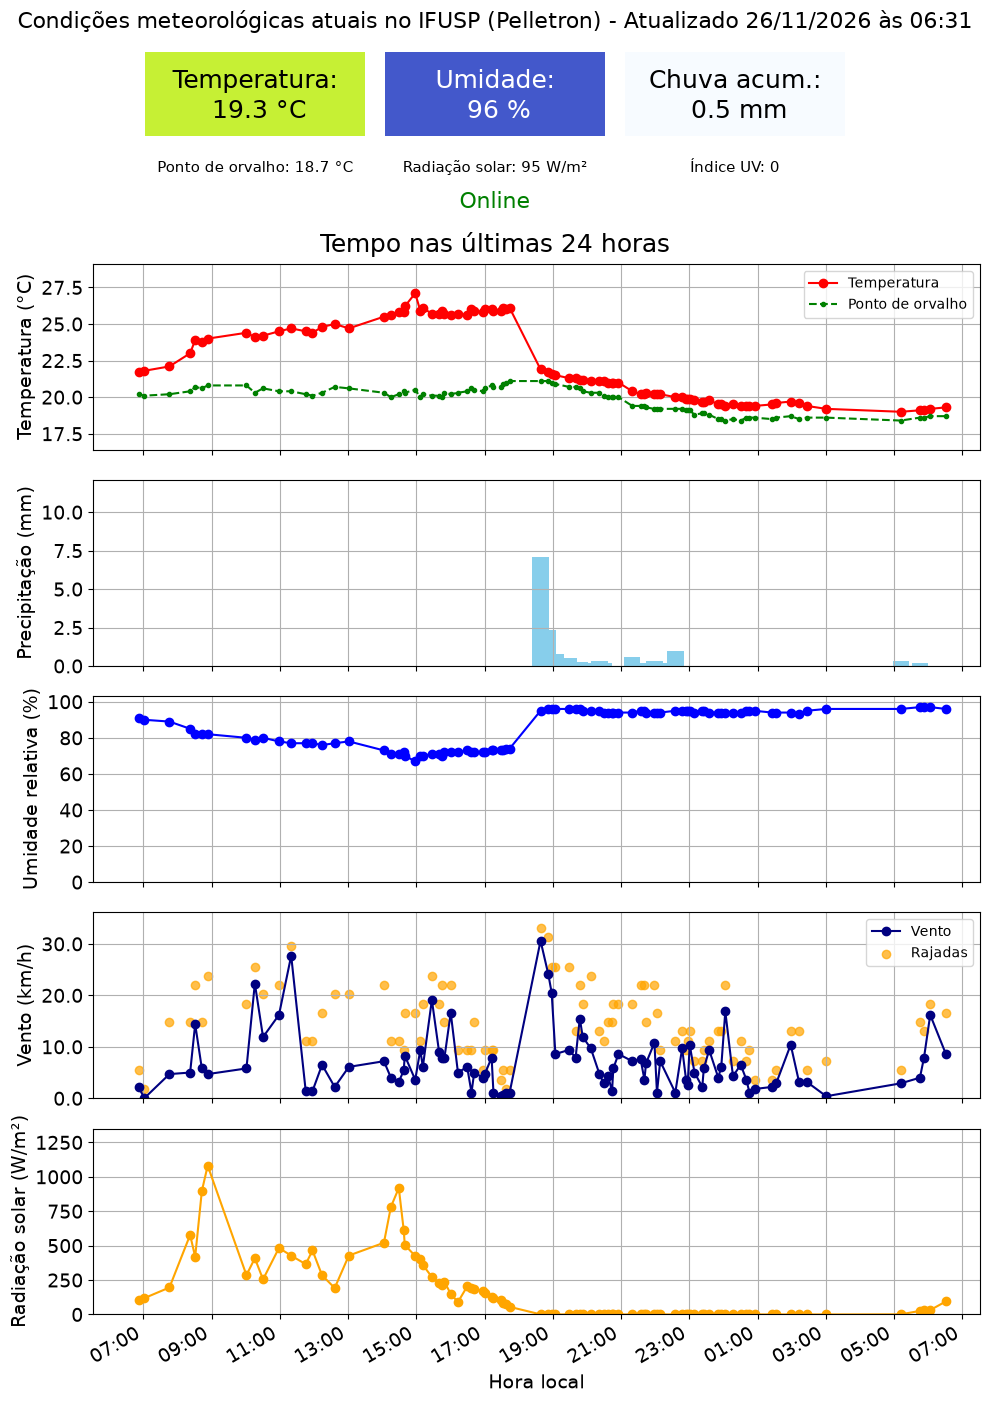 Condições meteorológicas atuais no IFUSP (Pelletron) - Atualizado 26/11/2026 às 06:31
Temperatura:
19.3 °C
Umidade:
96 %
Chuva acum.:
0.5 mm
Ponto de orvalho: 18.7 °C
Radiação solar: 95 W/m²
Índice UV: 0
Online
Tempo nas últimas 24 horas
Temperatura (°C)
27.5
25.0
22.5
20.0
17.5
Temperatura
Ponto de orvalho
Precipitação (mm)
10.0
7.5
5.0
2.5
0.0
Umidade relativa (%)
100
80
60
40
20
0
Vento (km/h)
30.0
20.0
10.0
0.0
Vento
Rajadas
Radiação solar (W/m²)
1250
1000
750
500
250
0
07:00
09:00
11:00
13:00
15:00
17:00
19:00
21:00
23:00
01:00
03:00
05:00
07:00
Hora local